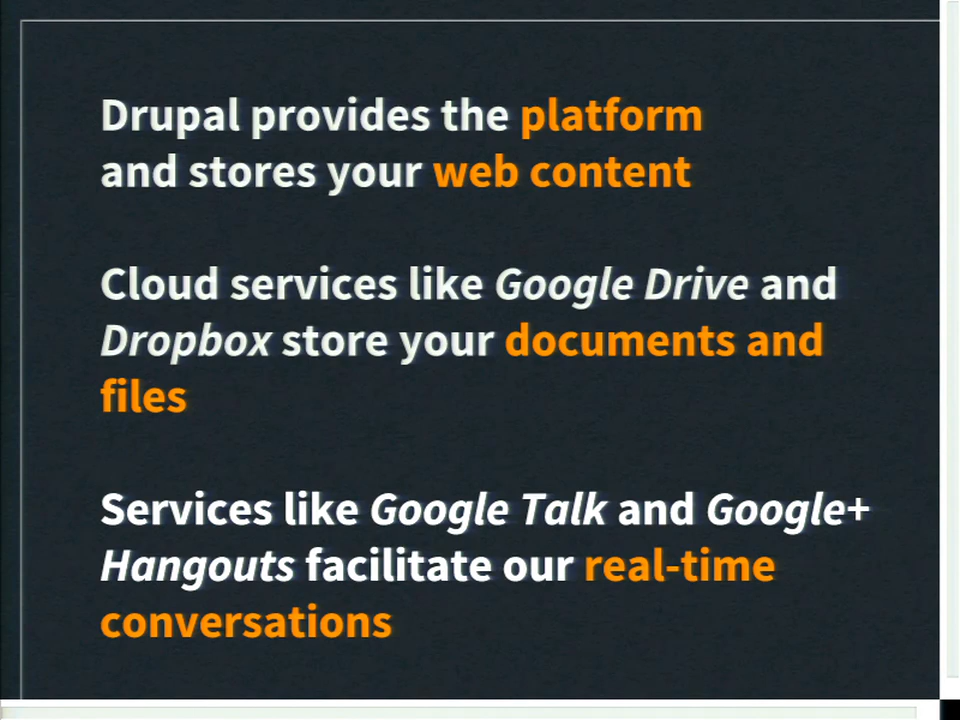 Drupal provides the platform
and stores your web content
Cloud services like Google Drive and
Dropbox store your documents and
files
Services like Google Talk and Google+
Hangouts facilitate our real-time
conversations